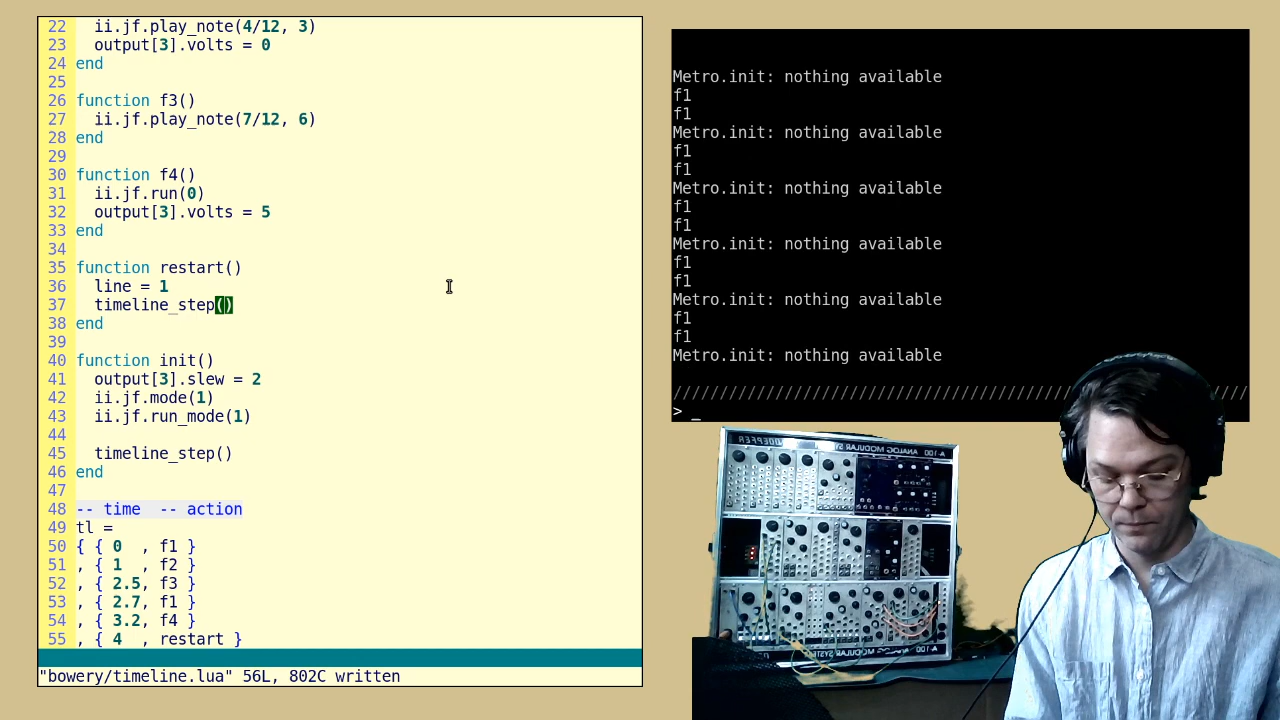 22   ii.jf.play_note(4/12, 3)
23   output[3].volts = 0
24 end
25
26 function f3()
27   ii.jf.play_note(7/12, 6)
28 end
29
30 function f4()
31   ii.jf.run(0)
32   output[3].volts = 5
33 end
34
35 function restart()
36   line = 1
37   timeline_step()
38 end
39
40 function init()
41   output[3].slew = 2
42   ii.jf.mode(1)
43   ii.jf.run_mode(1)
44
45   timeline_step()
46 end
47
48 -- time  -- action
49 tl =
50 { { 0  , f1 }
51 , { 1  , f2 }
52 , { 2.5, f3 }
53 , { 2.7, f1 }
54 , { 3.2, f4 }
55 , { 4  , restart }
"bowery/timeline.lua" 56L, 802C written
Metro.init: nothing available
f1
f1
Metro.init: nothing available
f1
f1
Metro.init: nothing available
f1
f1
Metro.init: nothing available
f1
f1
Metro.init: nothing available
f1
f1
Metro.init: nothing available
//////////////////////////////////////////////////////////////
> _
DOEPFER
ANALOG MODULAR SYSTEM A-100
ANALOG MODULAR SYSTEM